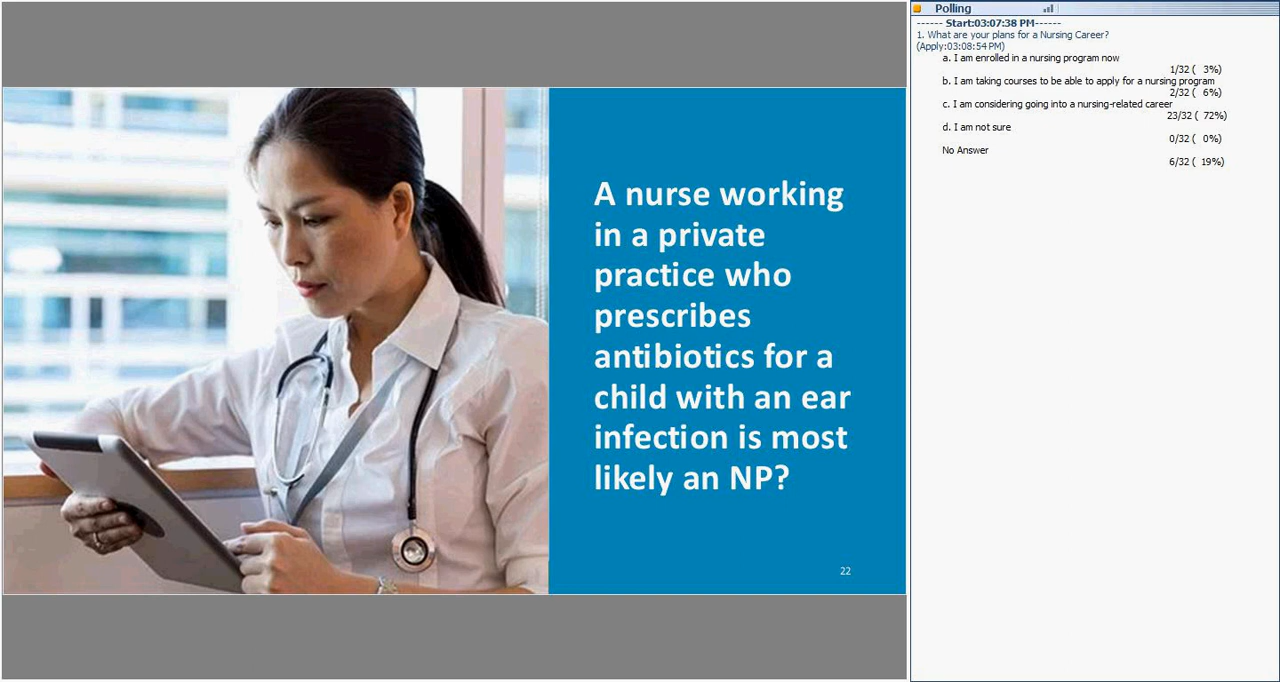 A nurse working
in a private
practice who
prescribes
antibiotics for a
child with an ear
infection is most
likely an NP?
22
Polling
------ Start:03:07:38 PM------
1. What are your plans for a Nursing Career?
(Apply:03:08:54 PM)
a. I am enrolled in a nursing program now
1/32 ( 3%)
b. I am taking courses to be able to apply for a nursing program
2/32 ( 6%)
c. I am considering going into a nursing-related career
23/32 ( 72%)
d. I am not sure
0/32 ( 0%)
No Answer
6/32 ( 19%)